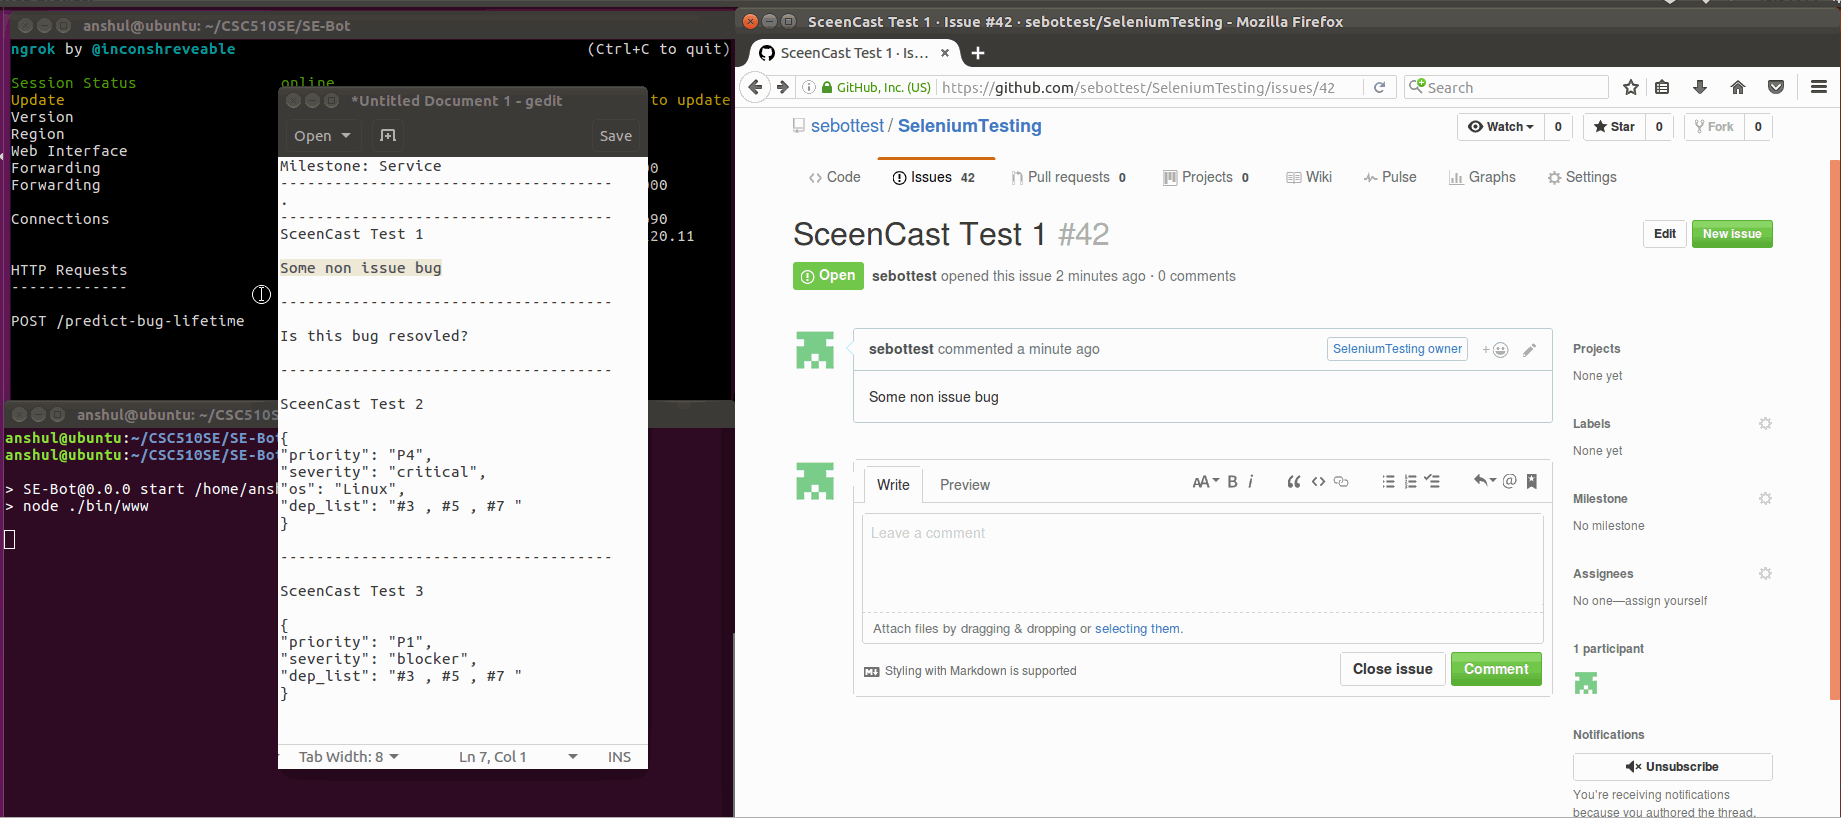 anshul@ubuntu: ~/CSC510SE/SE-Bot
ngrok by @inconshreveable (Ctrl+C to quit)
Session Status online
Update to update
Version
Region
Web Interface
Forwarding 00
Forwarding 000
Connections 90
120.11
HTTP Requests
-------------
POST /predict-bug-lifetime
anshul@ubuntu: ~/CSC510S
anshul@ubuntu:~/CSC510SE/SE-Bot
anshul@ubuntu:~/CSC510SE/SE-Bot
> SE-Bot@0.0.0 start /home/ansh
> node ./bin/www
*Untitled Document 1 - gedit
Open Save
Milestone: Service
-------------------------------------
.
-------------------------------------
SceenCast Test 1
Some non issue bug
-------------------------------------
Is this bug resovled?
-------------------------------------
SceenCast Test 2
{
"priority": "P4",
"severity": "critical",
"os": "Linux",
"dep_list": "#3 , #5 , #7 "
}
-------------------------------------
SceenCast Test 3
{
"priority": "P1",
"severity": "blocker",
"dep_list": "#3 , #5 , #7 "
}
Tab Width: 8 Ln 7, Col 1 INS
SceenCast Test 1 · Issue #42 · sebottest/SeleniumTesting - Mozilla Firefox
SceenCast Test 1 · Is... × +
GitHub, Inc. (US) https://github.com/sebottest/SeleniumTesting/issues/42 Search
sebottest / SeleniumTesting Watch 0 Star 0 Fork 0
Code Issues 42 Pull requests 0 Projects 0 Wiki Pulse Graphs Settings
SceenCast Test 1 #42 Edit New issue
Open sebottest opened this issue 2 minutes ago · 0 comments
sebottest commented a minute ago SeleniumTesting owner
Some non issue bug
Write Preview AA B i
Leave a comment
Attach files by dragging & dropping or selecting them.
Styling with Markdown is supported Close issue Comment
Projects
None yet
Labels
None yet
Milestone
No milestone
Assignees
No one—assign yourself
1 participant
Notifications
Unsubscribe
You're receiving notifications
because you authored the thread.